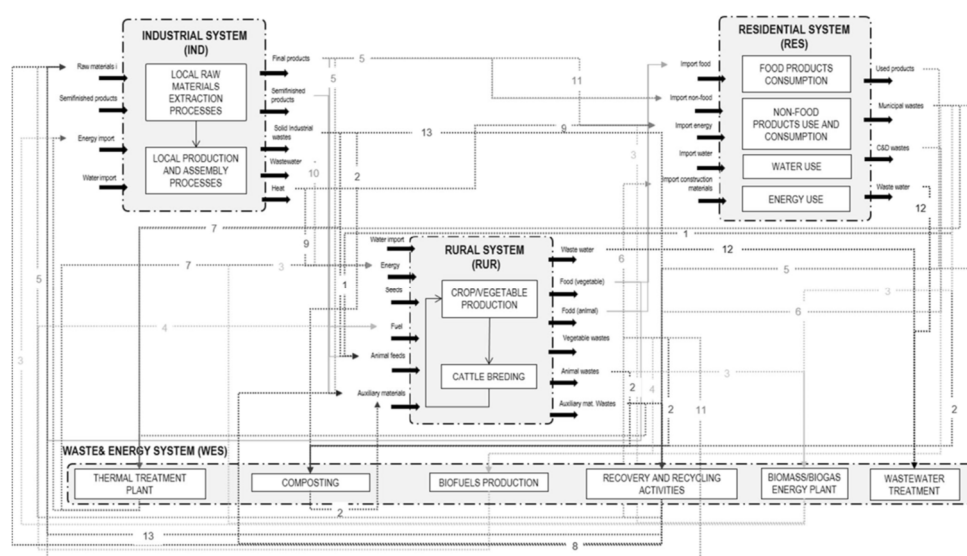 INDUSTRIAL SYSTEM
(IND)
Raw materials i
Semifinished products
Energy import
Water import
LOCAL RAW
MATERIALS
EXTRACTION
PROCESSES
LOCAL PRODUCTION
AND ASSEMBLY
PROCESSES
Final products
Semifinished
products
Solid Industrial
wastes
Wastewater
Heat
5
5
11
13
2
10
9
9
3
7
7
3
1
1
6
5
4
3
RESIDENTIAL SYSTEM
(RES)
Import food
Import non-food
Import energy
Import water
Import construction
materials
FOOD PRODUCTS
CONSUMPTION
NON-FOOD
PRODUCTS USE AND
CONSUMPTION
WATER USE
ENERGY USE
Used products
Municipal wastes
C&D wastes
Waste water
12
RURAL SYSTEM
(RUR)
Water import
Energy
Seeds
Fuel
Animal feeds
Auxiliary materials
CROP/VEGETABLE
PRODUCTION
CATTLE BREDING
Waste water
Food (vegetable)
Fodd (animal)
Vegetable wastes
Animal wastes
Auxiliary mat. Wastes
12
5
3
6
3
2
4
2
11
2
WASTE& ENERGY SYSTEM (WES)
THERMAL TREATMENT
PLANT
COMPOSTING
BIOFUELS PRODUCTION
RECOVERY AND RECYCLING
ACTIVITIES
BIOMASS/BIOGAS
ENERGY PLANT
WASTEWATER
TREATMENT
2
13
8